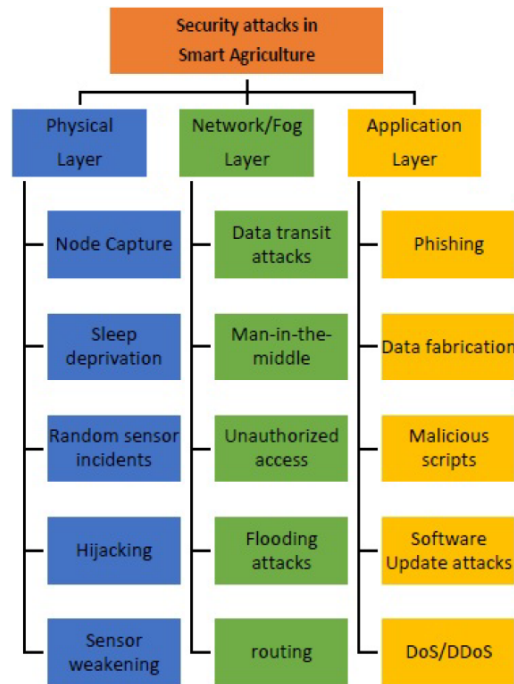 Security attacks in
Smart Agriculture
Physical
Layer
Network/Fog
Layer
Application
Layer
Node Capture
Data transit
attacks
Phishing
Sleep
deprivation
Man-in-the-
middle
Data fabrication
Random sensor
incidents
Unauthorized
access
Malicious
scripts
Hijacking
Flooding
attacks
Software
Update attacks
Sensor
weakening
routing
DoS/DDoS